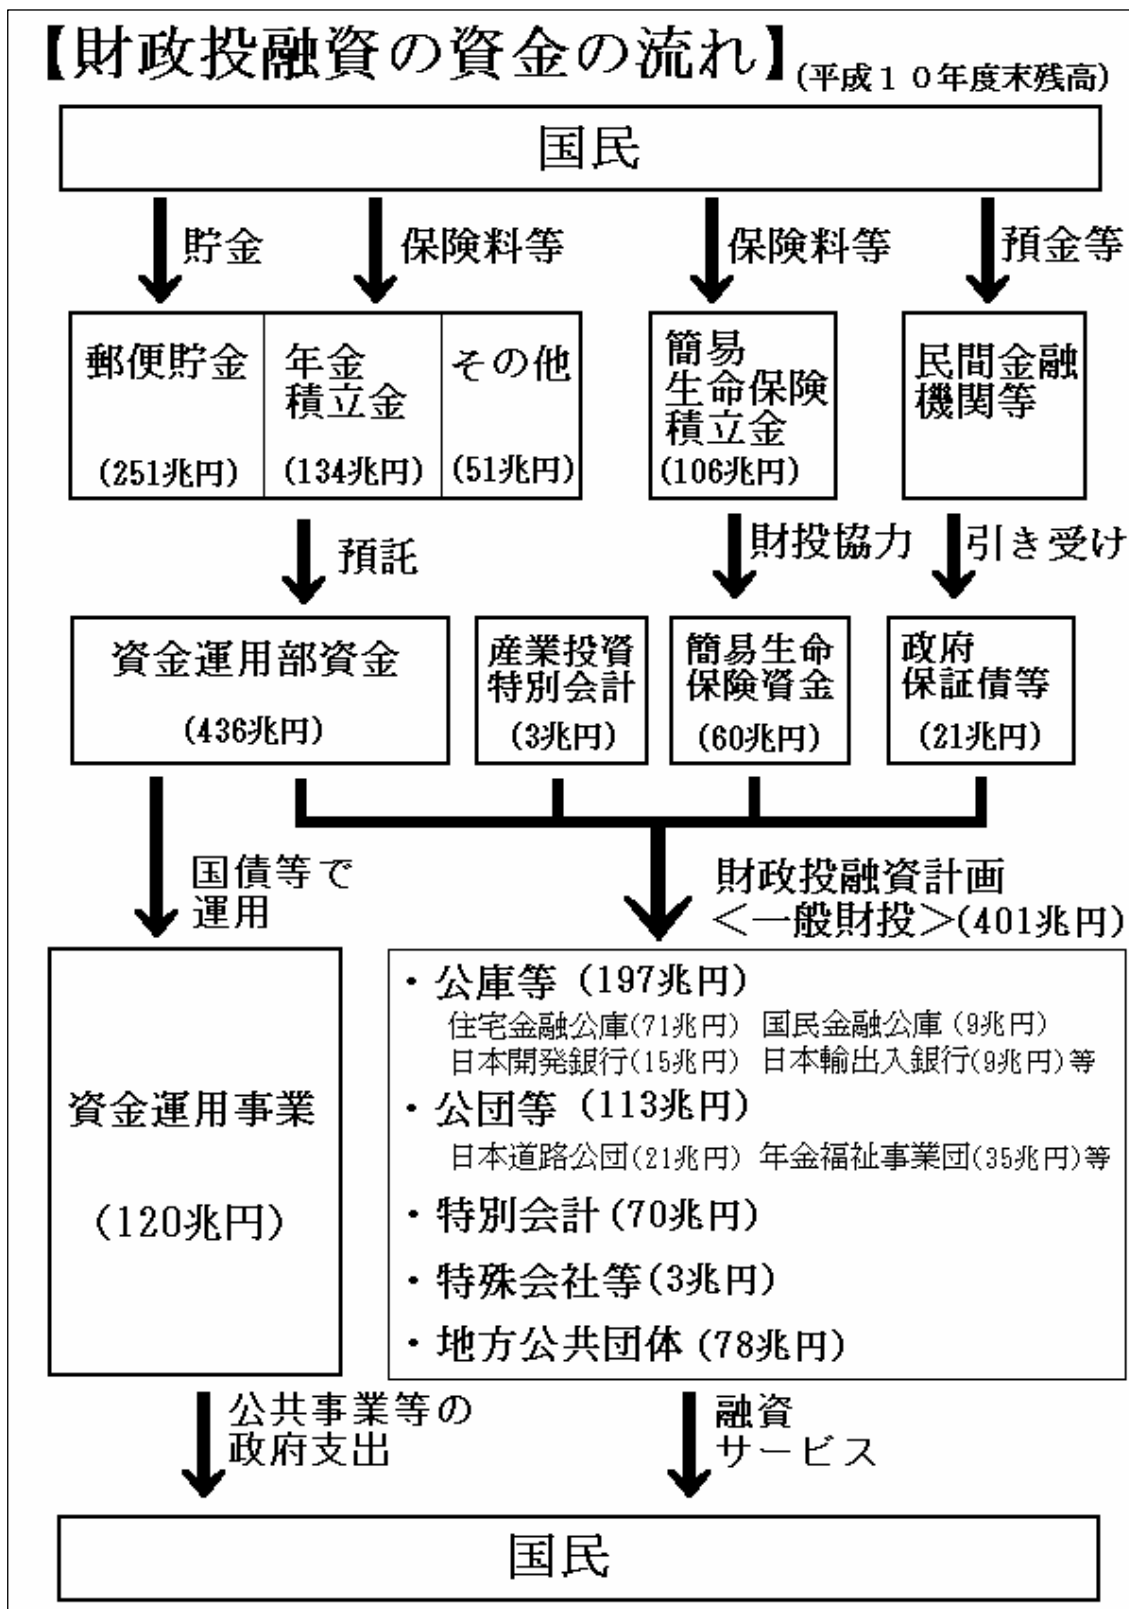 【財政投融資の資金の流れ】(平成１０年度末残高)
国民
貯金
保険料等
保険料等
預金等
郵便貯金
(251兆円)
年金
積立金
(134兆円)
その他
(51兆円)
簡易
生命保険
積立金
(106兆円)
民間金融
機関等
預託
財投協力
引き受け
資金運用部資金
(436兆円)
産業投資
特別会計
(3兆円)
簡易生命
保険資金
(60兆円)
政府
保証債等
(21兆円)
国債等で
運用
財政投融資計画
＜一般財投＞(401兆円)
資金運用事業
(120兆円)
・公庫等 (197兆円)
住宅金融公庫(71兆円) 国民金融公庫 (9兆円)
日本開発銀行(15兆円) 日本輸出入銀行(9兆円)等
・公団等 (113兆円)
日本道路公団(21兆円) 年金福祉事業団(35兆円)等
・特別会計 (70兆円)
・特殊会社等(3兆円)
・地方公共団体 (78兆円)
公共事業等の
政府支出
融資
サービス
国民